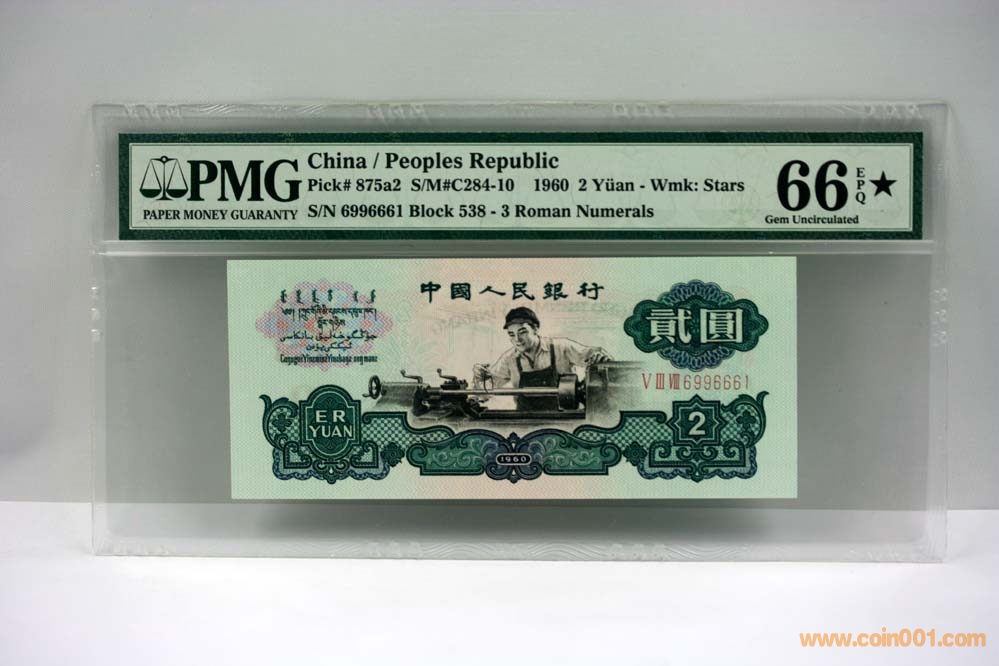 PMG
PAPER MONEY GUARANTY
China / Peoples Republic
Pick# 875a2 S/M#C284-10 1960 2 Yüan - Wmk: Stars
S/N 6996661 Block 538 - 3 Roman Numerals
66 EPQ ★
Gem Uncirculated
中國人民銀行
貳圓
V III VIII 6996661
ER
YUAN
2
1960
www.coin001.com